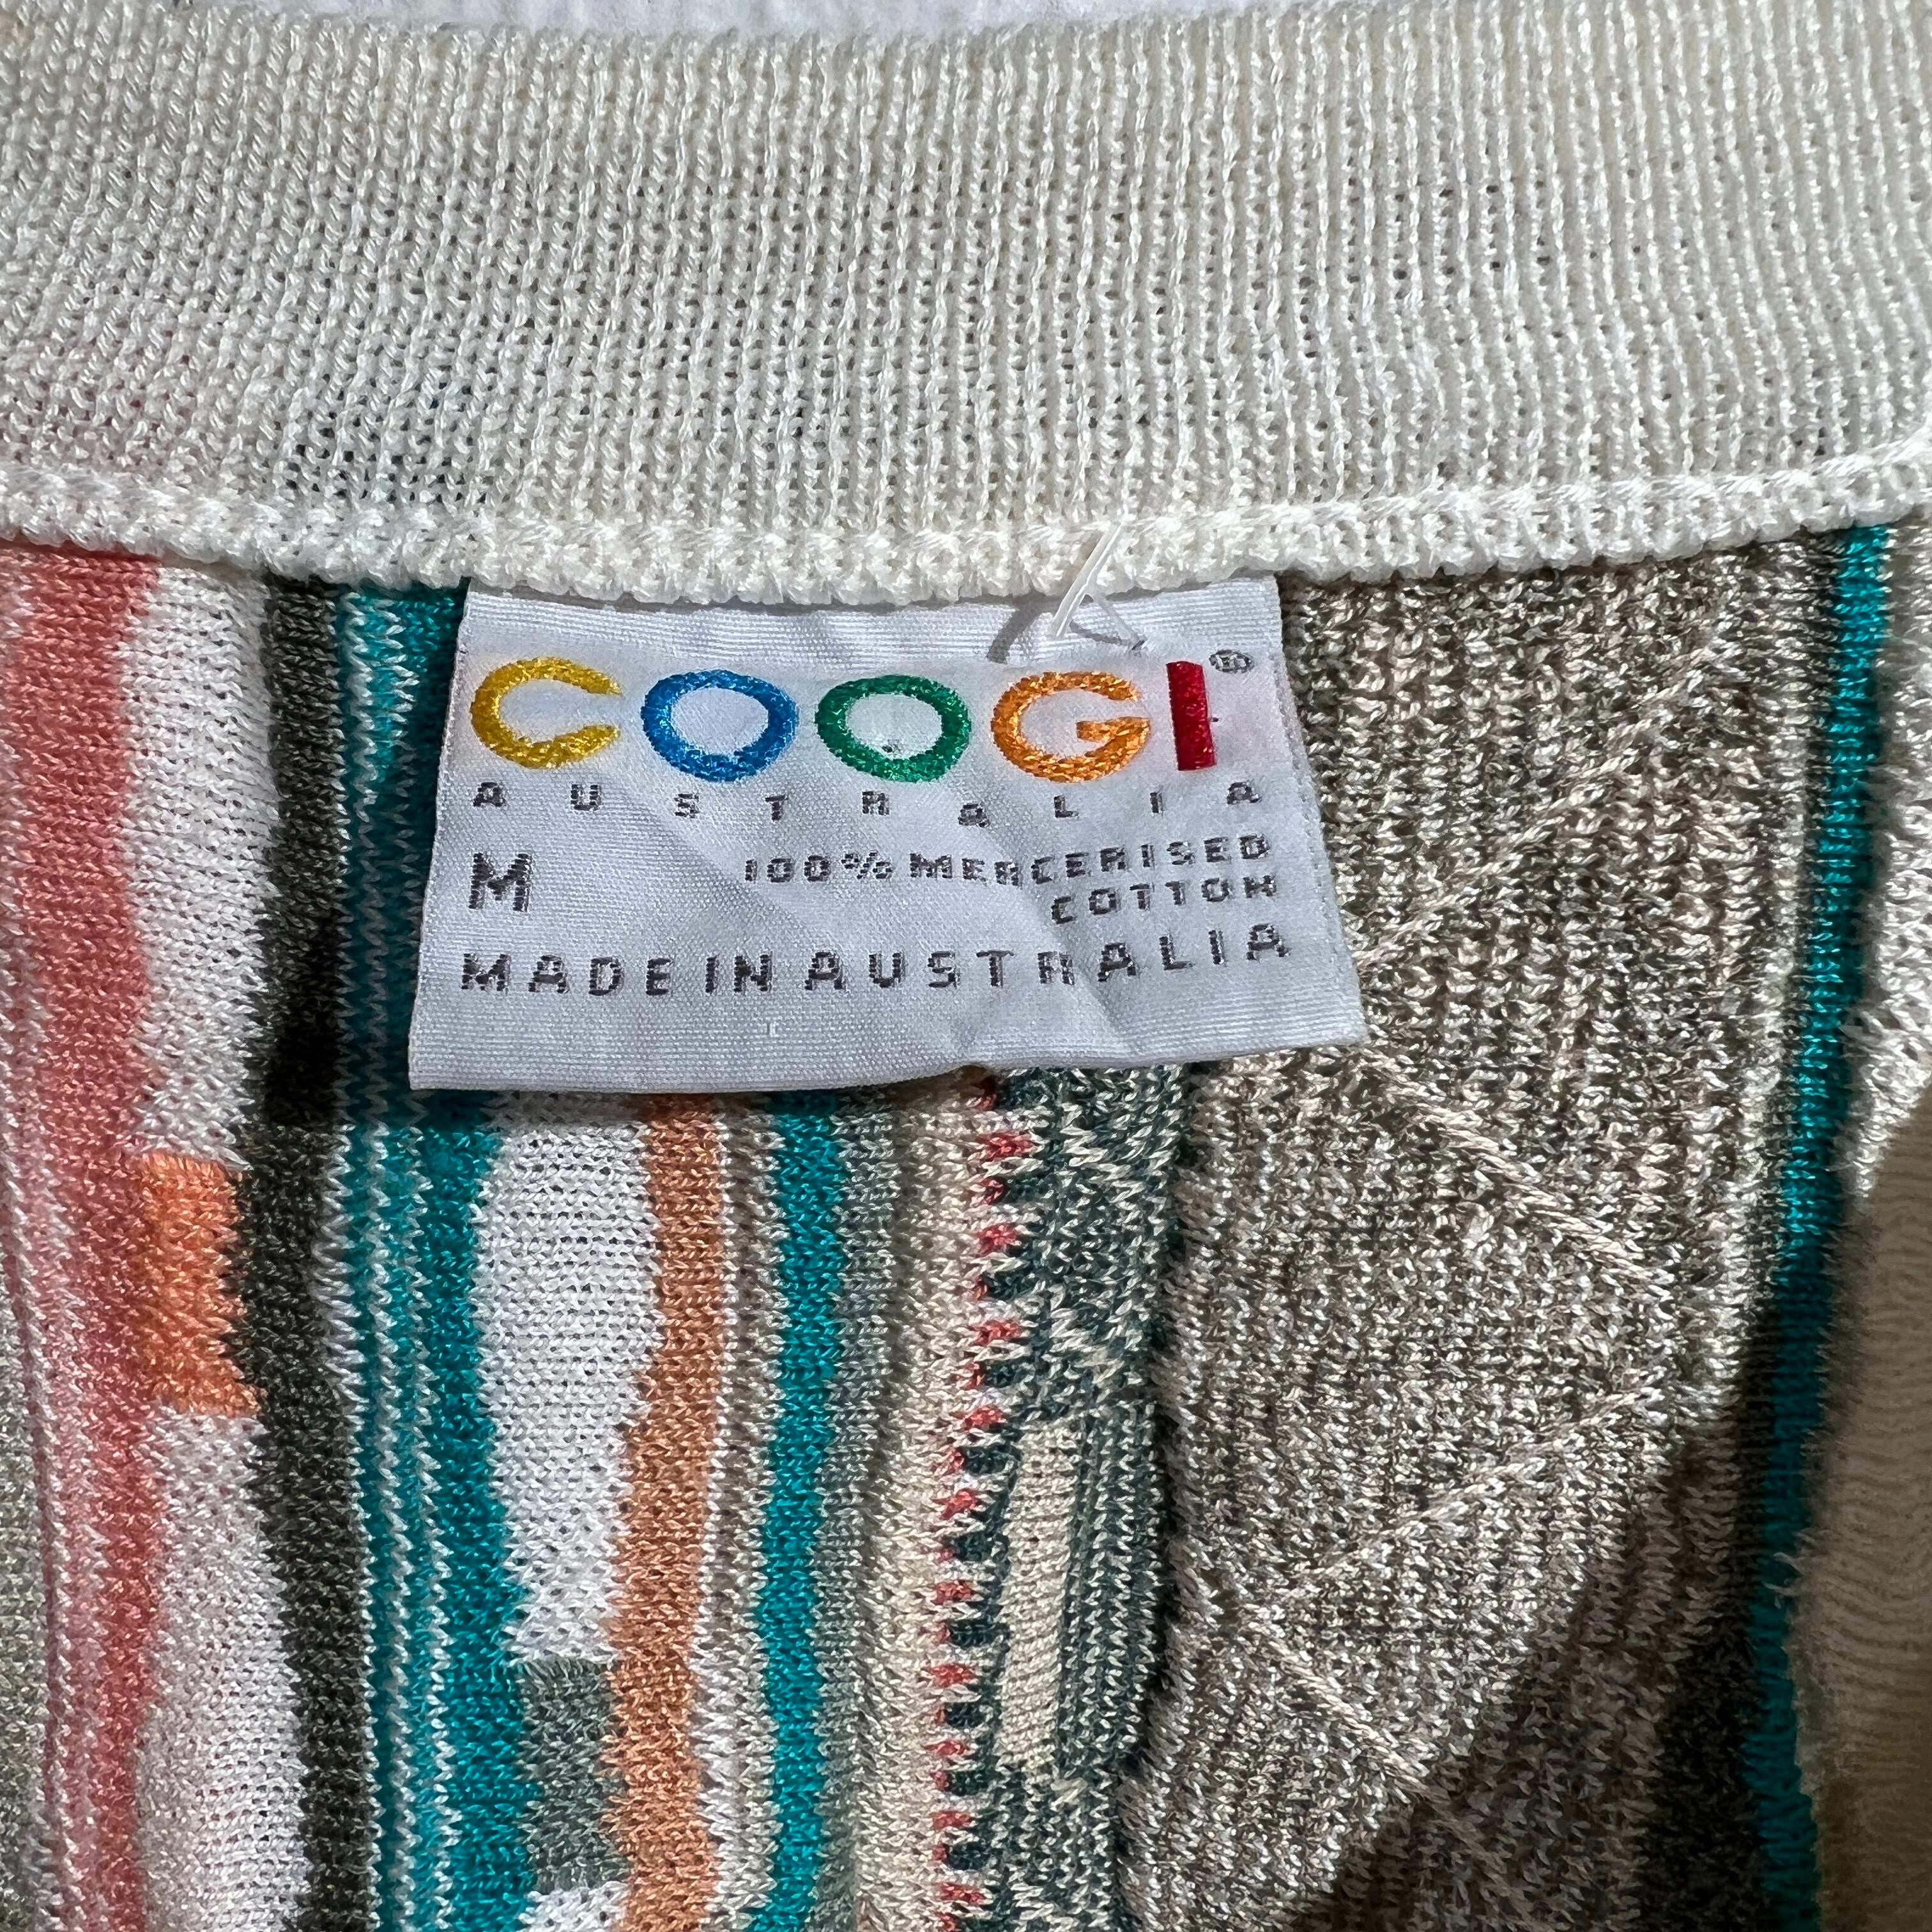 COOGI®
AUSTRALIA
M 100% MERCERISED
COTTON
MADE IN AUSTRALIA